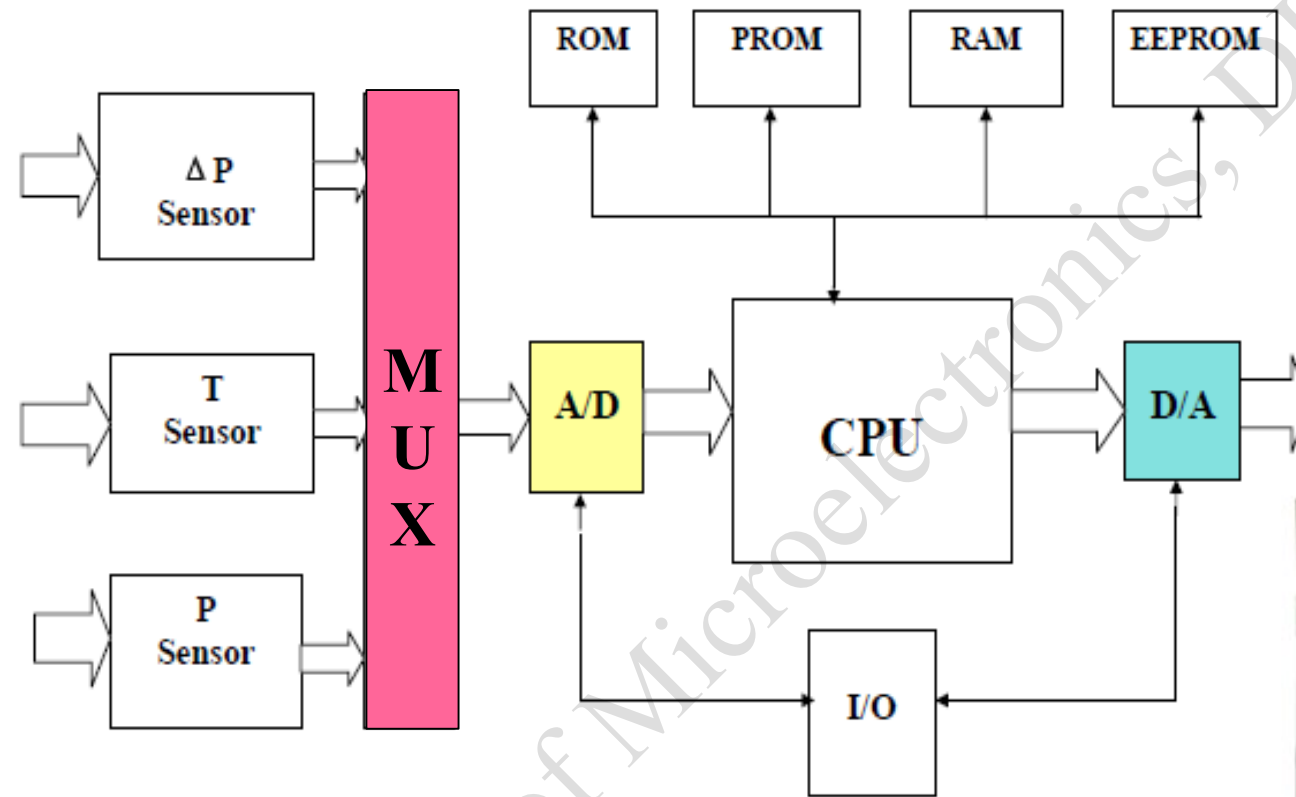 ROM
PROM
RAM
EEPROM
Δ P
Sensor
T
Sensor
P
Sensor
M
U
X
A/D
CPU
D/A
I/O
of Microelectronics, D